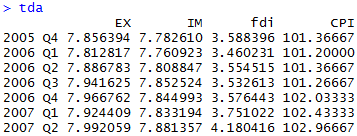 > tda
EX IM fdi CPI
2005 Q4 7.856394 7.782610 3.588396 101.36667
2006 Q1 7.812817 7.760923 3.460231 101.20000
2006 Q2 7.886783 7.808847 3.554515 101.36667
2006 Q3 7.941625 7.852524 3.532613 101.26667
2006 Q4 7.966762 7.844993 3.576443 102.03333
2007 Q1 7.924409 7.833194 3.751022 102.43333
2007 Q2 7.992059 7.881357 4.180416 102.96667